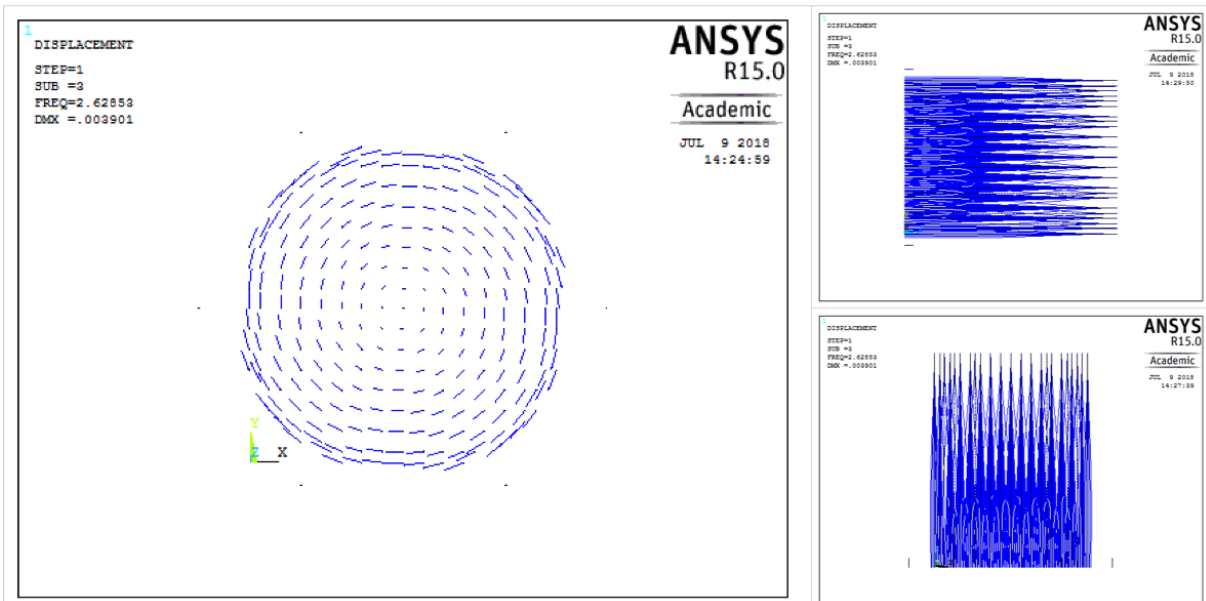 1
DISPLACEMENT
STEP=1
SUB =3
FREQ=2.62853
DMX =.003901
ANSYS
R15.0
Academic
JUL 9 2018
14:24:59
Y
Z X
1
DISPLACEMENT
STEP=1
SUB =3
FREQ=2.62853
DMX =.003901
ANSYS
R15.0
Academic
JUL 9 2018
14:29:50
1
DISPLACEMENT
STEP=1
SUB =3
FREQ=2.62853
DMX =.003901
ANSYS
R15.0
Academic
JUL 9 2018
14:27:39